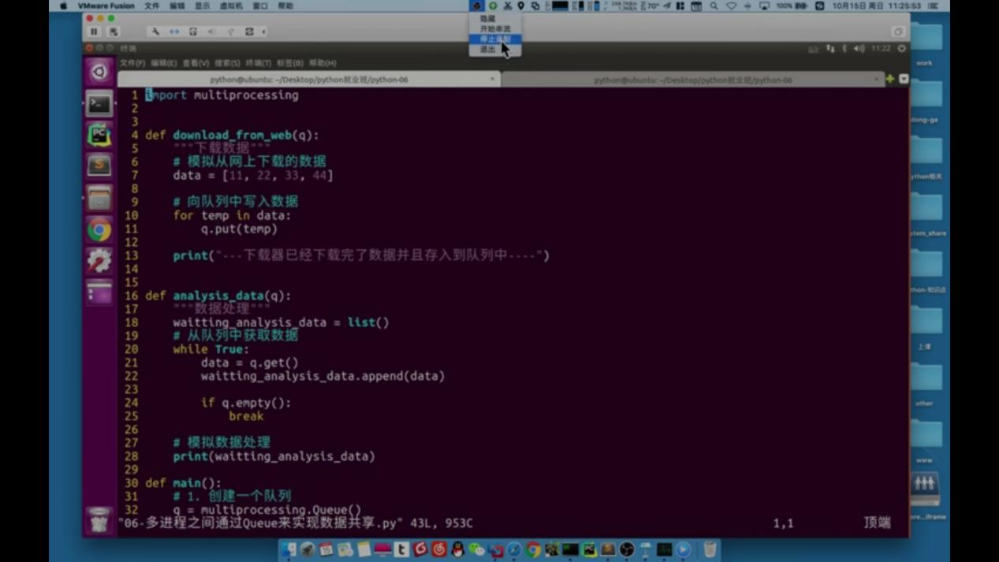 VMware Fusion 文件 编辑 显示 虚拟机 窗口 帮助
70° 100% 10月15日 周日 11:25:53
隐藏
开始串流
停止录制
退出
终端
11:22
文件(F) 编辑(E) 查看(V) 搜索(S) 终端(T) 标签(B) 帮助(H)
python@ubuntu: ~/Desktop/python就业班/python-06
python@ubuntu: ~/Desktop/python就业班/python-06
1 import multiprocessing
2
3
4 def download_from_web(q):
5 """下载数据"""
6 # 模拟从网上下载的数据
7 data = [11, 22, 33, 44]
8
9 # 向队列中写入数据
10 for temp in data:
11 q.put(temp)
12
13 print("---下载器已经下载完了数据并且存入到队列中----")
14
15
16 def analysis_data(q):
17 """数据处理"""
18 waitting_analysis_data = list()
19 # 从队列中获取数据
20 while True:
21 data = q.get()
22 waitting_analysis_data.append(data)
23
24 if q.empty():
25 break
26
27 # 模拟数据处理
28 print(waitting_analysis_data)
29
30 def main():
31 # 1. 创建一个队列
32 q = multiprocessing.Queue()
"06-多进程之间通过Queue来实现数据共享.py" 43L, 953C 1,1 顶端
work
dong-ge
ython相关
stem_share
thon-知识点
上课
other
www
ore...iframe